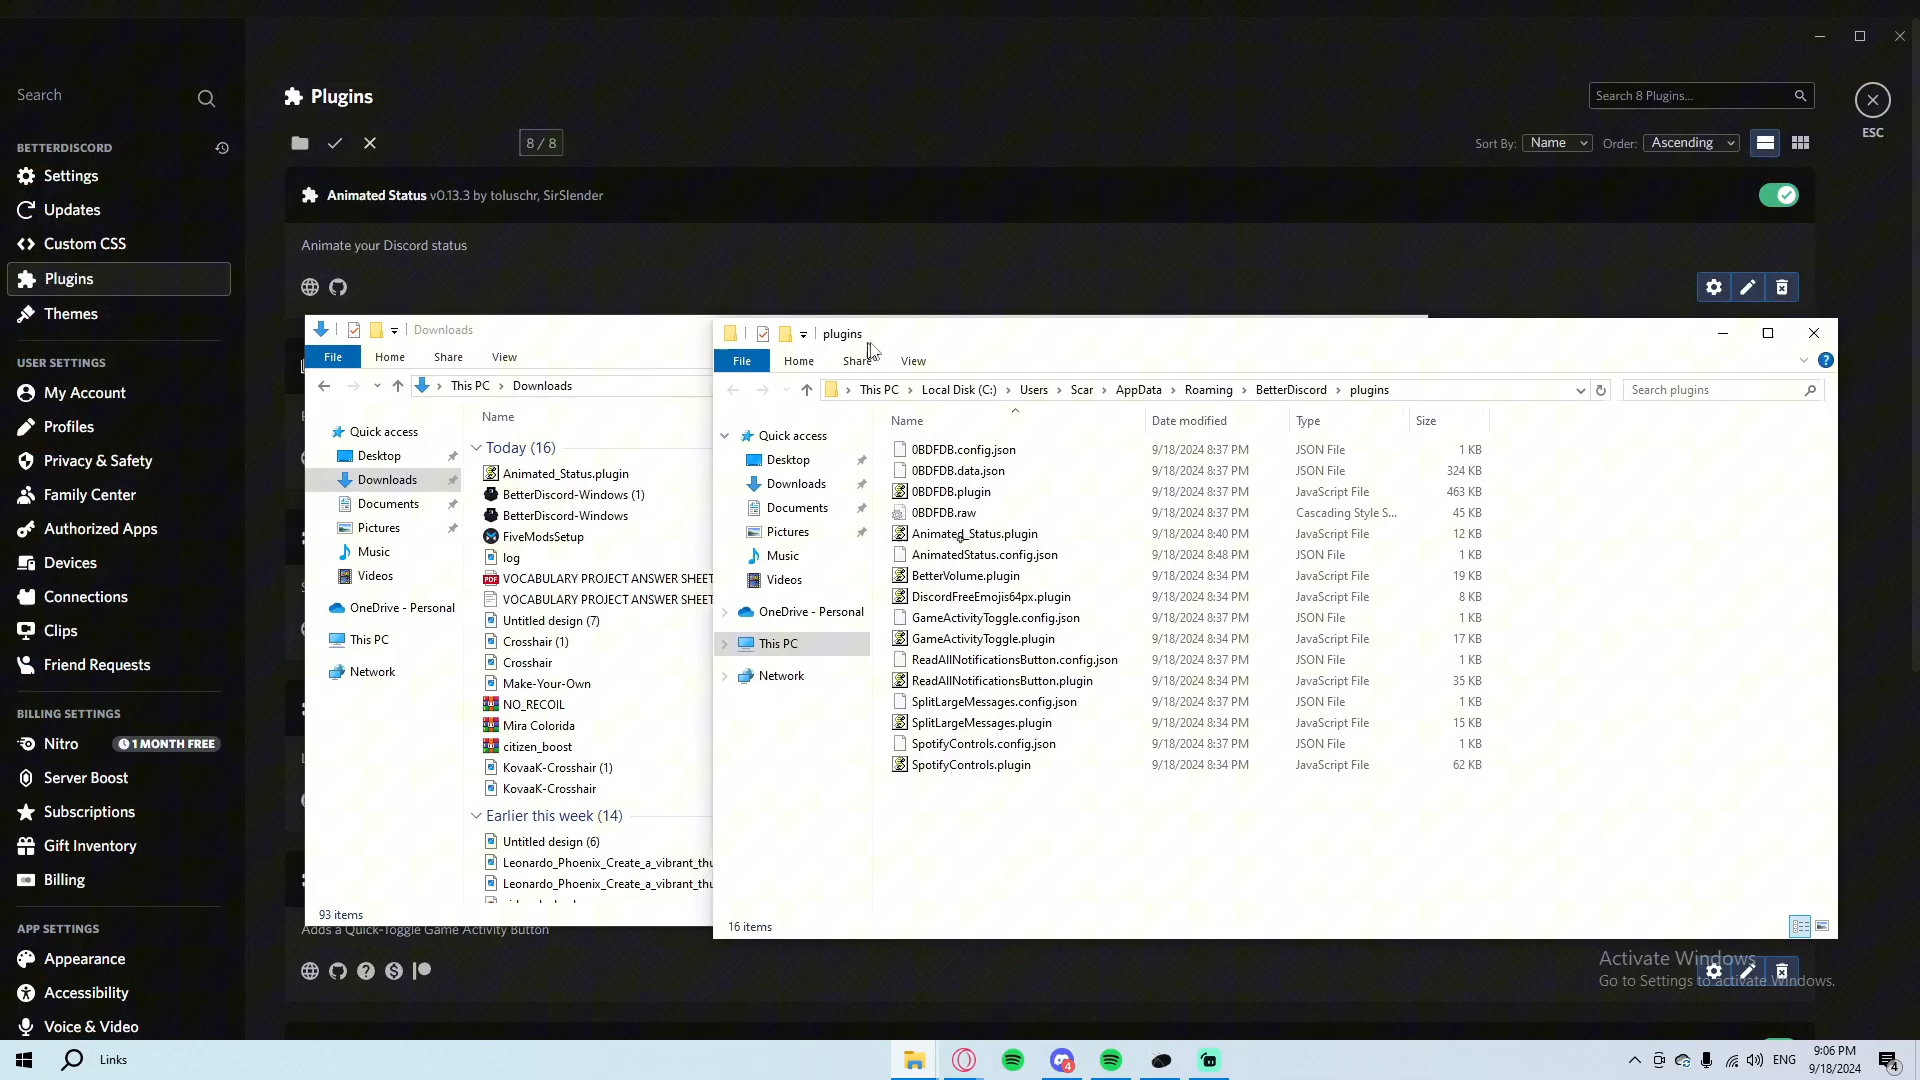 Search
Plugins
Search 8 Plugins...
ESC
BETTERDISCORD
8 / 8
Sort By:
Name
Order:
Ascending
Settings
Updates
Custom CSS
Plugins
Themes
Animated Status v0.13.3 by toluschr, SirSlender
Animate your Discord status
USER SETTINGS
My Account
Profiles
Privacy & Safety
Family Center
Authorized Apps
Devices
Connections
Clips
Friend Requests
BILLING SETTINGS
Nitro
1 MONTH FREE
Server Boost
Subscriptions
Gift Inventory
Billing
APP SETTINGS
Appearance
Accessibility
Voice & Video
Downloads
File
Home
Share
View
This PC
Downloads
Quick access
Desktop
Downloads
Documents
Pictures
Music
Videos
OneDrive - Personal
This PC
Network
Name
Today (16)
Animated_Status.plugin
BetterDiscord-Windows (1)
BetterDiscord-Windows
FiveModsSetup
log
VOCABULARY PROJECT ANSWER SHEET
VOCABULARY PROJECT ANSWER SHEET
Untitled design (7)
Crosshair (1)
Crosshair
Make-Your-Own
NO_RECOIL
Mira Colorida
citizen_boost
KovaaK-Crosshair (1)
KovaaK-Crosshair
Earlier this week (14)
Untitled design (6)
Leonardo_Phoenix_Create_a_vibrant_thu
Leonardo_Phoenix_Create_a_vibrant_thu
93 items
plugins
File
Home
Share
View
This PC
Local Disk (C:)
Users
Scar
AppData
Roaming
BetterDiscord
plugins
Search plugins
Quick access
Desktop
Downloads
Documents
Pictures
Music
Videos
OneDrive - Personal
This PC
Network
Name Date modified Type Size
0BDFDB.config.json 9/18/2024 8:37 PM JSON File 1 KB
0BDFDB.data.json 9/18/2024 8:37 PM JSON File 324 KB
0BDFDB.plugin 9/18/2024 8:37 PM JavaScript File 463 KB
0BDFDB.raw 9/18/2024 8:37 PM Cascading Style S... 45 KB
Animated_Status.plugin 9/18/2024 8:40 PM JavaScript File 12 KB
AnimatedStatus.config.json 9/18/2024 8:48 PM JSON File 1 KB
BetterVolume.plugin 9/18/2024 8:34 PM JavaScript File 19 KB
DiscordFreeEmojis64px.plugin 9/18/2024 8:34 PM JavaScript File 8 KB
GameActivityToggle.config.json 9/18/2024 8:37 PM JSON File 1 KB
GameActivityToggle.plugin 9/18/2024 8:34 PM JavaScript File 17 KB
ReadAllNotificationsButton.config.json 9/18/2024 8:37 PM JSON File 1 KB
ReadAllNotificationsButton.plugin 9/18/2024 8:34 PM JavaScript File 35 KB
SplitLargeMessages.config.json 9/18/2024 8:37 PM JSON File 1 KB
SplitLargeMessages.plugin 9/18/2024 8:34 PM JavaScript File 15 KB
SpotifyControls.config.json 9/18/2024 8:37 PM JSON File 1 KB
SpotifyControls.plugin 9/18/2024 8:34 PM JavaScript File 62 KB
16 items
Adds a Quick-Toggle Game Activity Button
Activate Windows
Go to Settings to activate Windows.
Links
4
ENG
9:06 PM
9/18/2024
4